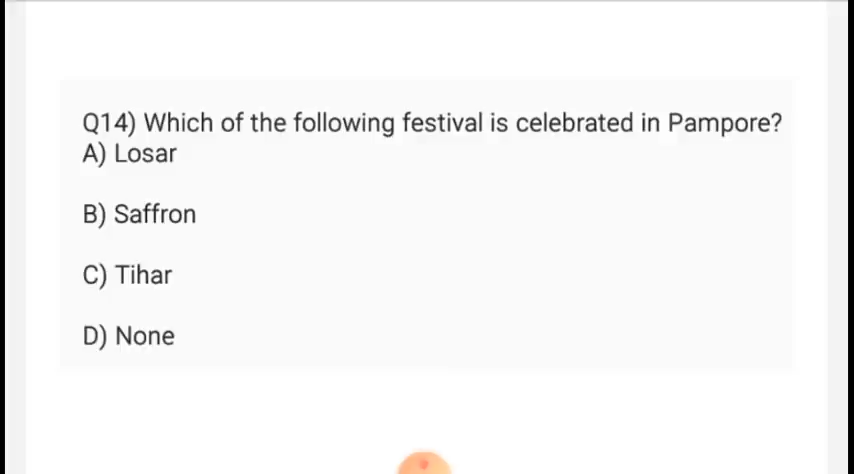 Q14) Which of the following festival is celebrated in Pampore?
A) Losar
B) Saffron
C) Tihar
D) None